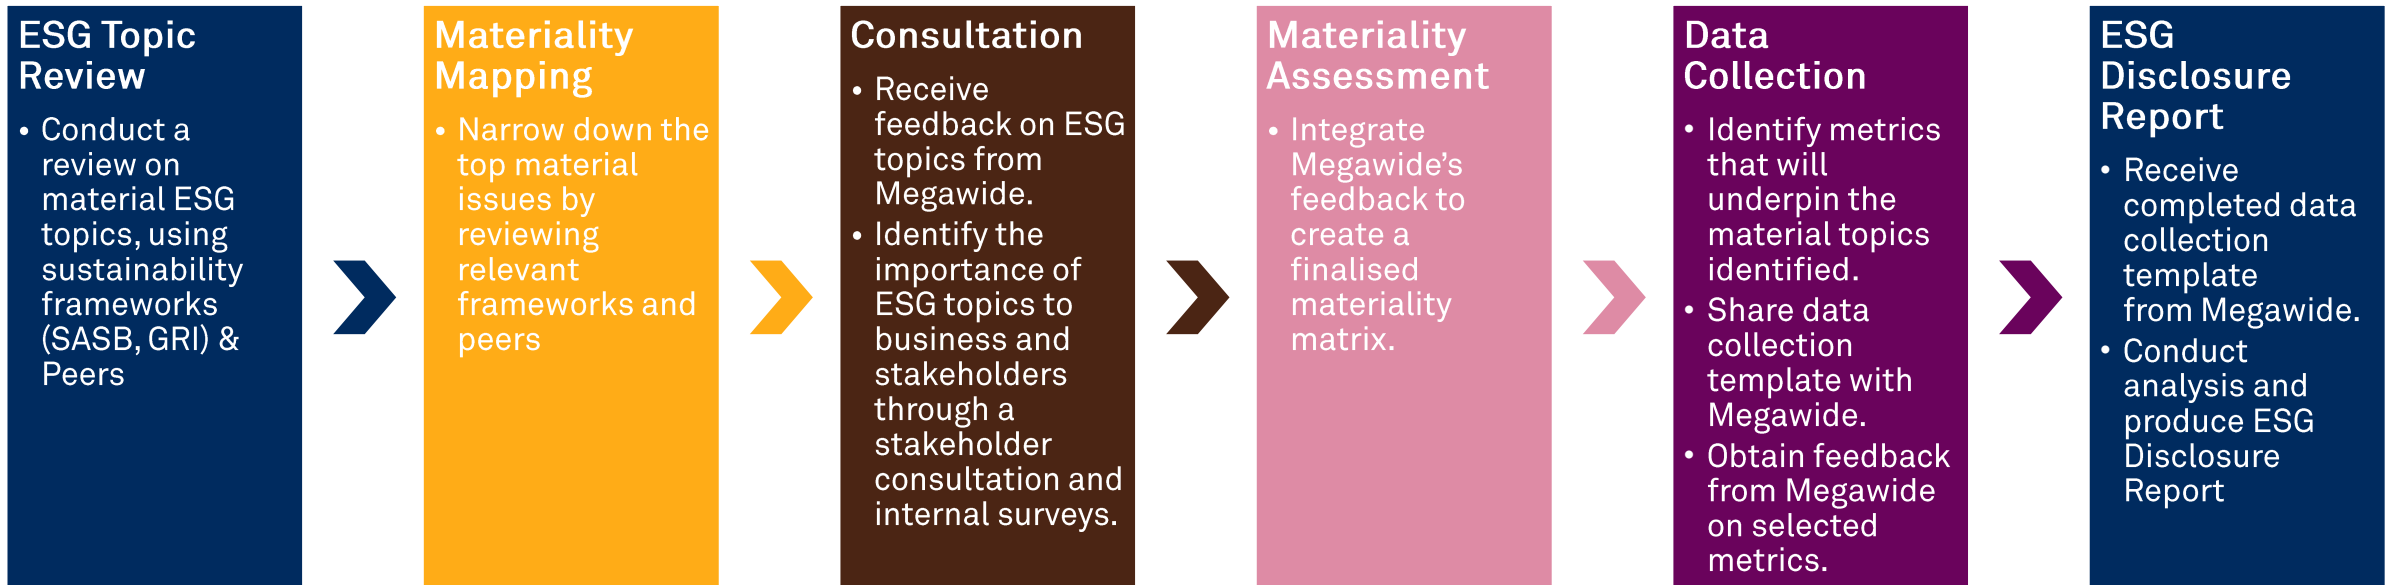 ESG Topic
Review
• Conduct a
review on
material ESG
topics, using
sustainability
frameworks
(SASB, GRI) &
Peers
Materiality
Mapping
• Narrow down the
top material
issues by
reviewing
relevant
frameworks and
peers
Consultation
• Receive
feedback on ESG
topics from
Megawide.
• Identify the
importance of
ESG topics to
business and
stakeholders
through a
stakeholder
consultation and
internal surveys.
Materiality
Assessment
• Integrate
Megawide’s
feedback to
create a
finalised
materiality
matrix.
Data
Collection
• Identify metrics
that will
underpin the
material topics
identified.
• Share data
collection
template with
Megawide.
• Obtain feedback
from Megawide
on selected
metrics.
ESG
Disclosure
Report
• Receive
completed data
collection
template
from Megawide.
• Conduct
analysis and
produce ESG
Disclosure
Report